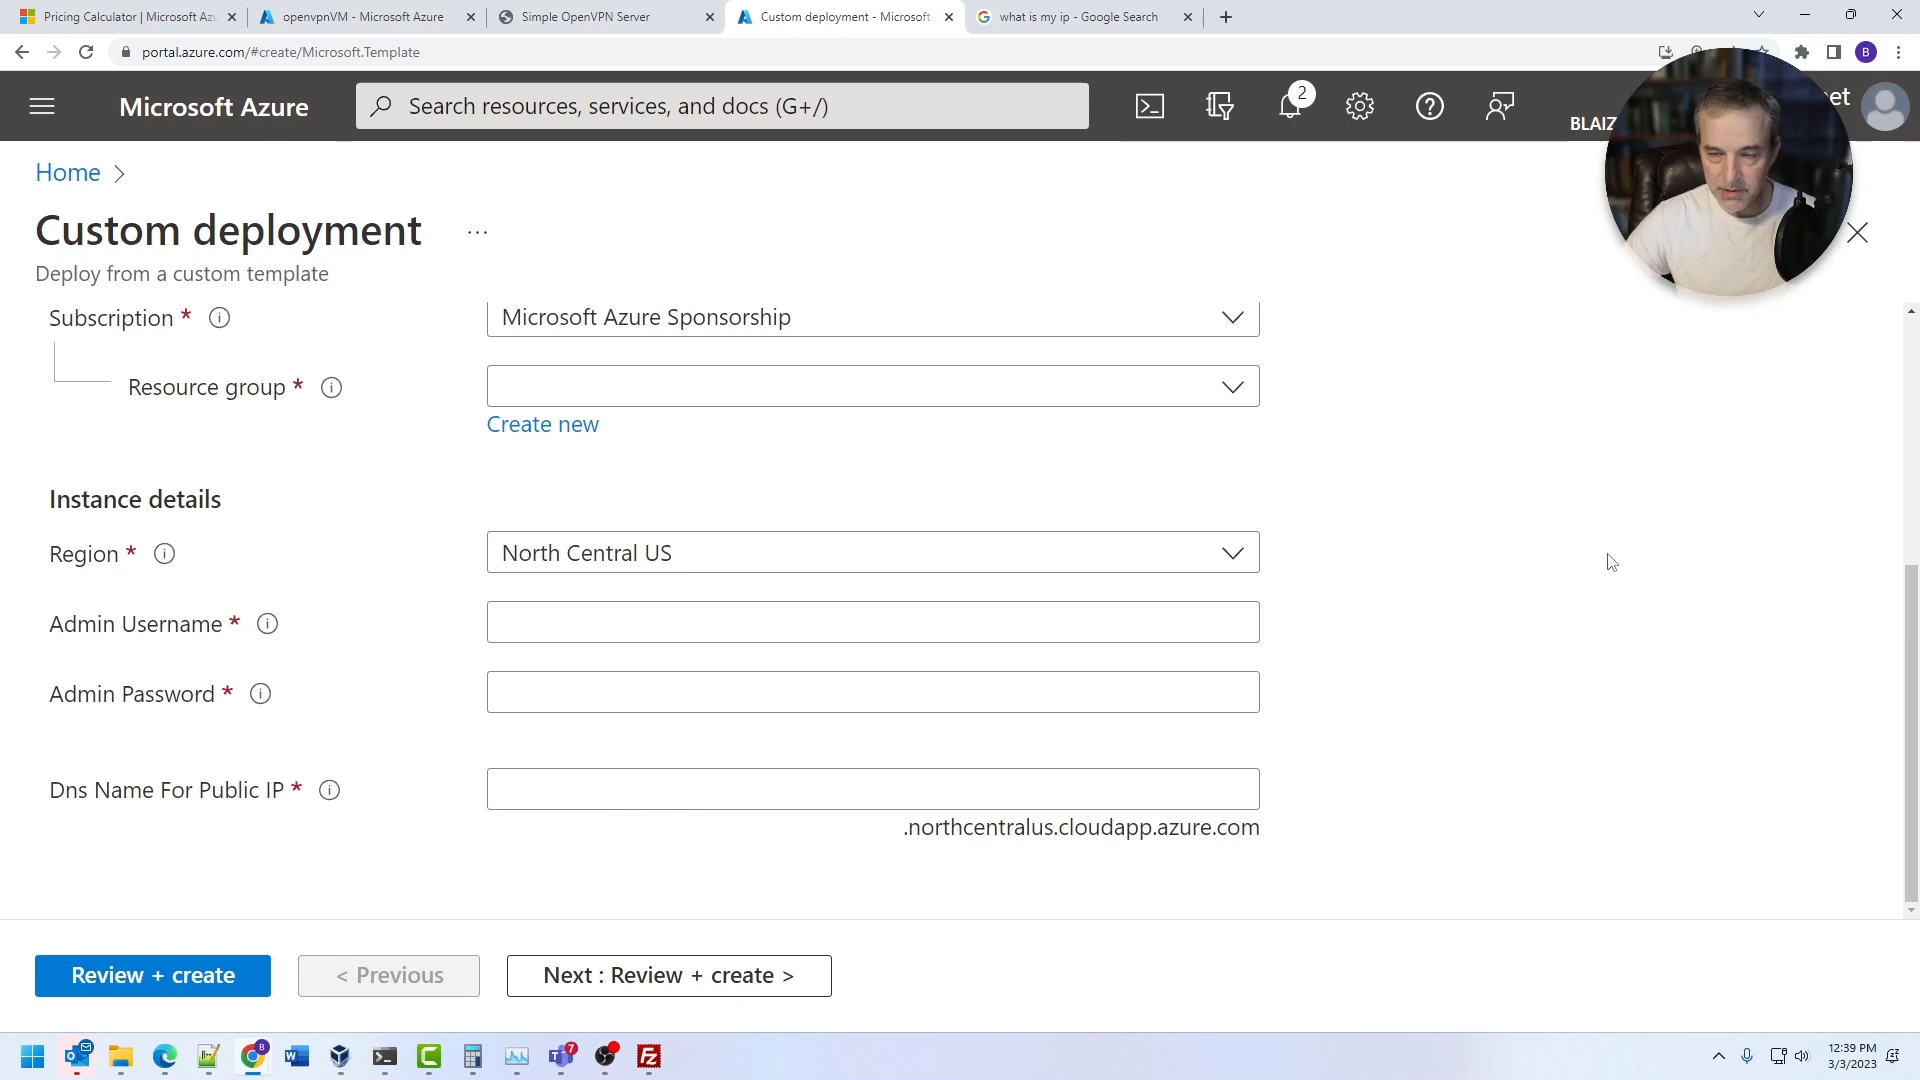 Pricing Calculator | Microsoft Az
openvpnVM - Microsoft Azure
Simple OpenVPN Server
Custom deployment - Microsoft
what is my ip - Google Search
portal.azure.com/#create/Microsoft.Template
B
Microsoft Azure
Search resources, services, and docs (G+/)
2
et
BLAIZ
Home >
Custom deployment ...
Deploy from a custom template
Subscription *
Microsoft Azure Sponsorship
Resource group *
Create new
Instance details
Region *
North Central US
Admin Username *
Admin Password *
Dns Name For Public IP *
.northcentralus.cloudapp.azure.com
Review + create
< Previous
Next : Review + create >
12:39 PM
3/3/2023